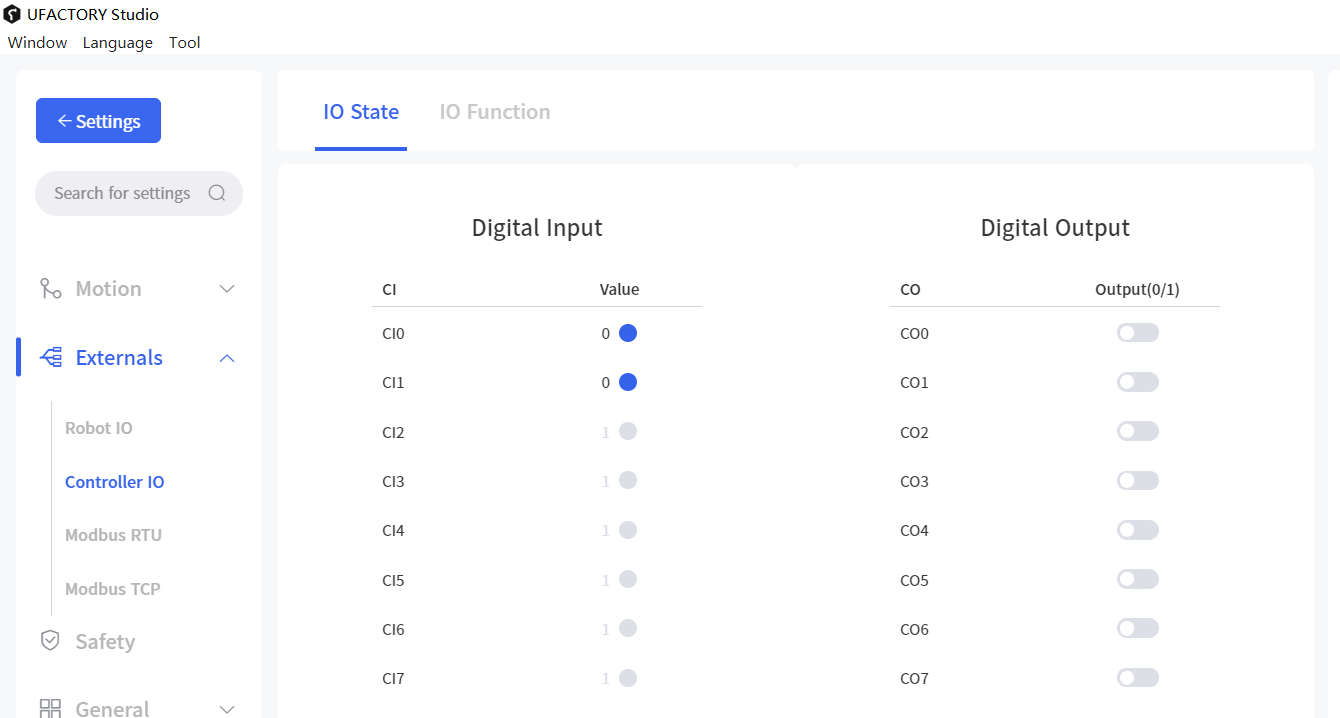 UFACTORY Studio
Window Language Tool
← Settings
Search for settings
Motion
Externals
Robot IO
Controller IO
Modbus RTU
Modbus TCP
Safety
General
IO State IO Function
Digital Input
CI Value
CI0 0
CI1 0
CI2 1
CI3 1
CI4 1
CI5 1
CI6 1
CI7 1
Digital Output
CO Output(0/1)
CO0
CO1
CO2
CO3
CO4
CO5
CO6
CO7